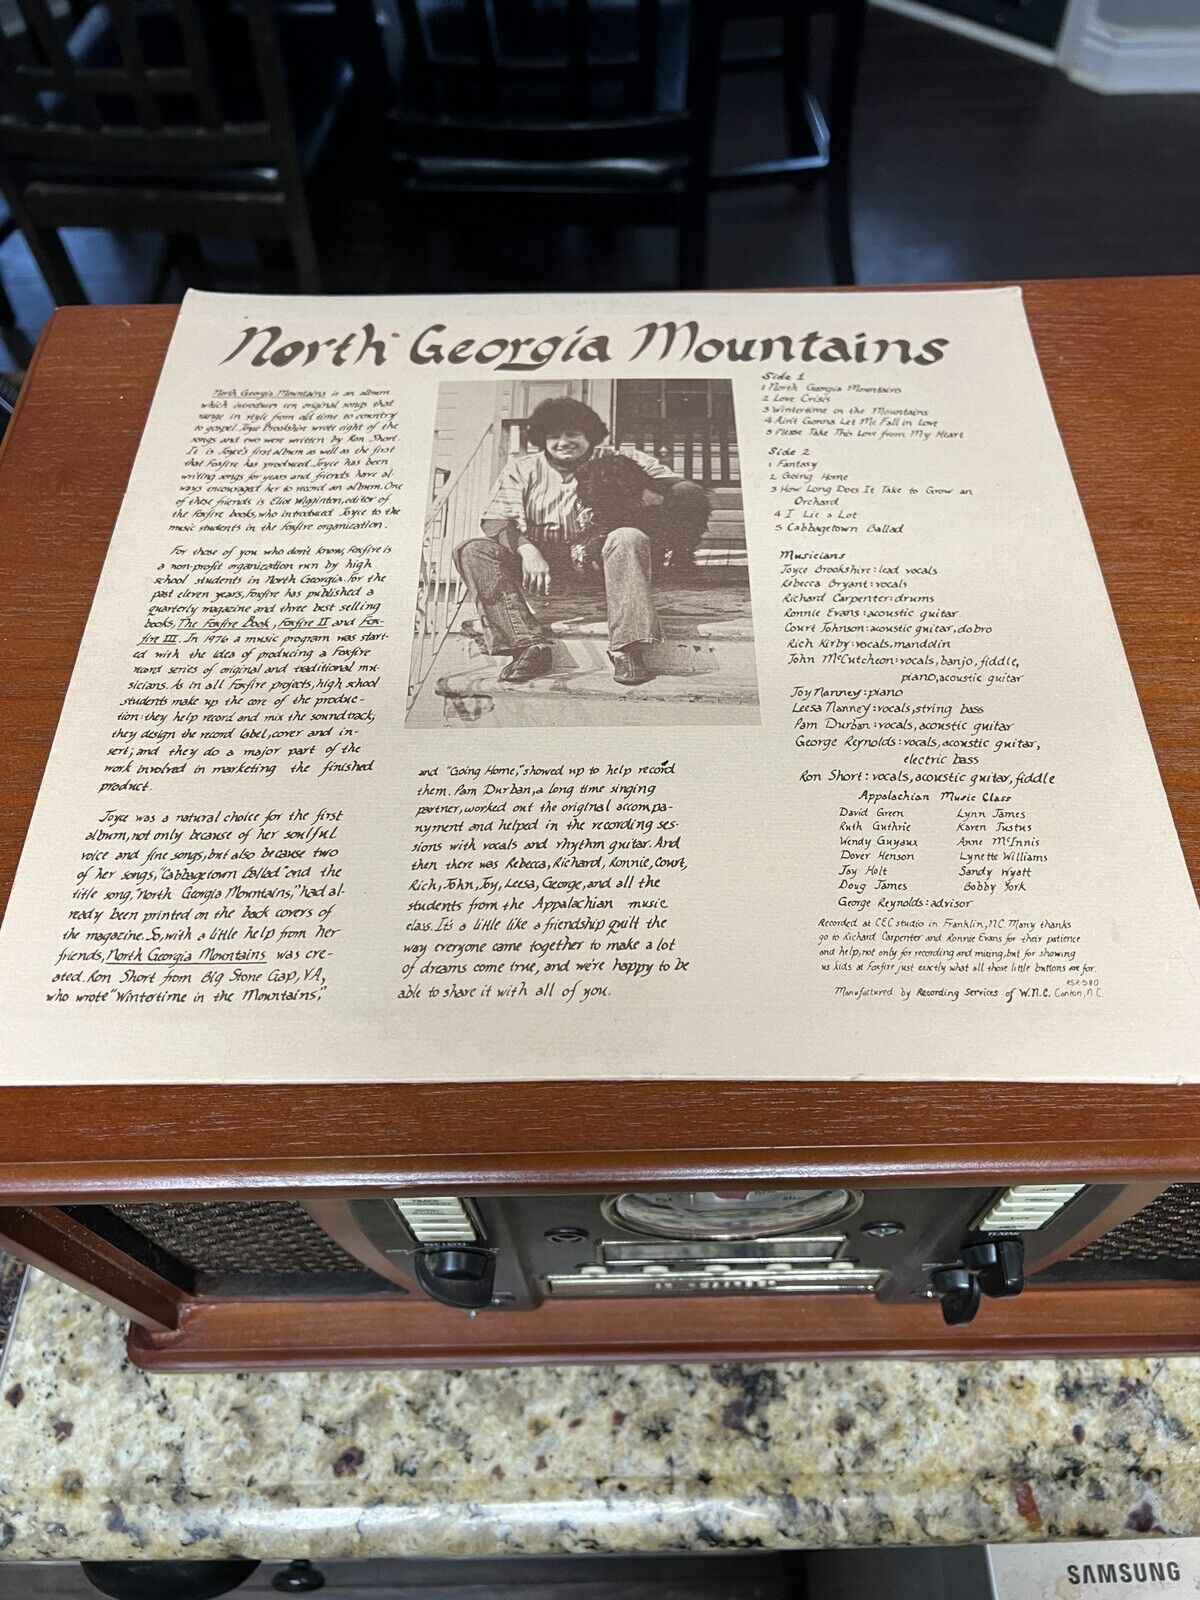 North Georgia Mountains
North Georgia Mountains is an album
which introduces ten original songs that
range in style from old time to country
to gospel. Joyce Brookshire wrote eight of the
songs and two were written by Ron Short.
It is Joyce's first album as well as the first
that Foxfire has produced. Joyce has been
writing songs for years and friends have al-
ways encouraged her to record an album. One
of these friends is Eliot Wigginton, editor of
the Foxfire books, who introduced Joyce to the
music students in the Foxfire organization.
For those of you who don't know, Foxfire is
a non-profit organization run by high
school students in North Georgia. For the
past eleven years, Foxfire has published a
quarterly magazine and three best selling
books, The Foxfire Book, Foxfire II and Fox-
fire III. In 1976 a music program was start-
ed with the idea of producing a Foxfire
record series of original and traditional mu-
sicians. As in all Foxfire projects, high school
students make up the core of the produc-
tion: they help record and mix the soundtrack;
they design the record label, cover and in-
sert; and they do a major part of the
work involved in marketing the finished
product.
Joyce was a natural choice for the first
album, not only because of her soulful
voice and fine songs, but also because two
of her songs, "Cabbagetown Ballad" and the
title song, "North Georgia Mountains," had al-
ready been printed on the back covers of
the magazine. So, with a little help from her
friends, North Georgia Mountains was cre-
ated. Ron Short from Big Stone Gap, VA,
who wrote "Wintertime in the Mountains,"
and "Going Home," showed up to help record
them. Pam Durban, a long time singing
partner, worked out the original accompa-
nyment and helped in the recording ses-
sions with vocals and rhythm guitar. And
then there was Rebecca, Richard, Ronnie, Court,
Rich, John, Joy, Leesa, George, and all the
students from the Appalachian music
class. It's a little like a friendship quilt the
way everyone came together to make a lot
of dreams come true, and we're happy to be
able to share it with all of you.
Side 1
1 North Georgia Mountains
2 Love Crisis
3 Wintertime in the Mountains
4 Ain't Gonna Let Me Fall in Love
5 Please Take This Love from My Heart
Side 2
1 Fantasy
2 Going Home
3 How Long Does It Take to Grow an
Orchard
4 I Lie a Lot
5 Cabbagetown Ballad
Musicians
Joyce Brookshire: lead vocals
Rebecca Bryant: vocals
Richard Carpenter: drums
Ronnie Evans: acoustic guitar
Court Johnson: acoustic guitar, dobro
Rich Kirby: vocals, mandolin
John McCutcheon: vocals, banjo, fiddle,
piano, acoustic guitar
Joy Nanney: piano
Leesa Nanney: vocals, string bass
Pam Durban: vocals, acoustic guitar
George Reynolds: vocals, acoustic guitar,
electric bass
Ron Short: vocals, acoustic guitar, fiddle
Appalachian Music Class
David Green Lynn James
Ruth Guthrie Karen Justus
Wendy Guyaux Anne McInnis
Dover Henson Lynette Williams
Jay Holt Sandy Wyatt
Doug James Bobby York
George Reynolds: advisor
Recorded at CEC studio in Franklin, N.C. Many thanks
go to Richard Carpenter and Ronnie Evans for their patience
and help, not only for recording and mixing, but for showing
us kids at Foxfire just exactly what all those little buttons are for.
RSR-580
Manufactured by Recording Services of W.N.C. Canton, N.C.
SAMSUNG